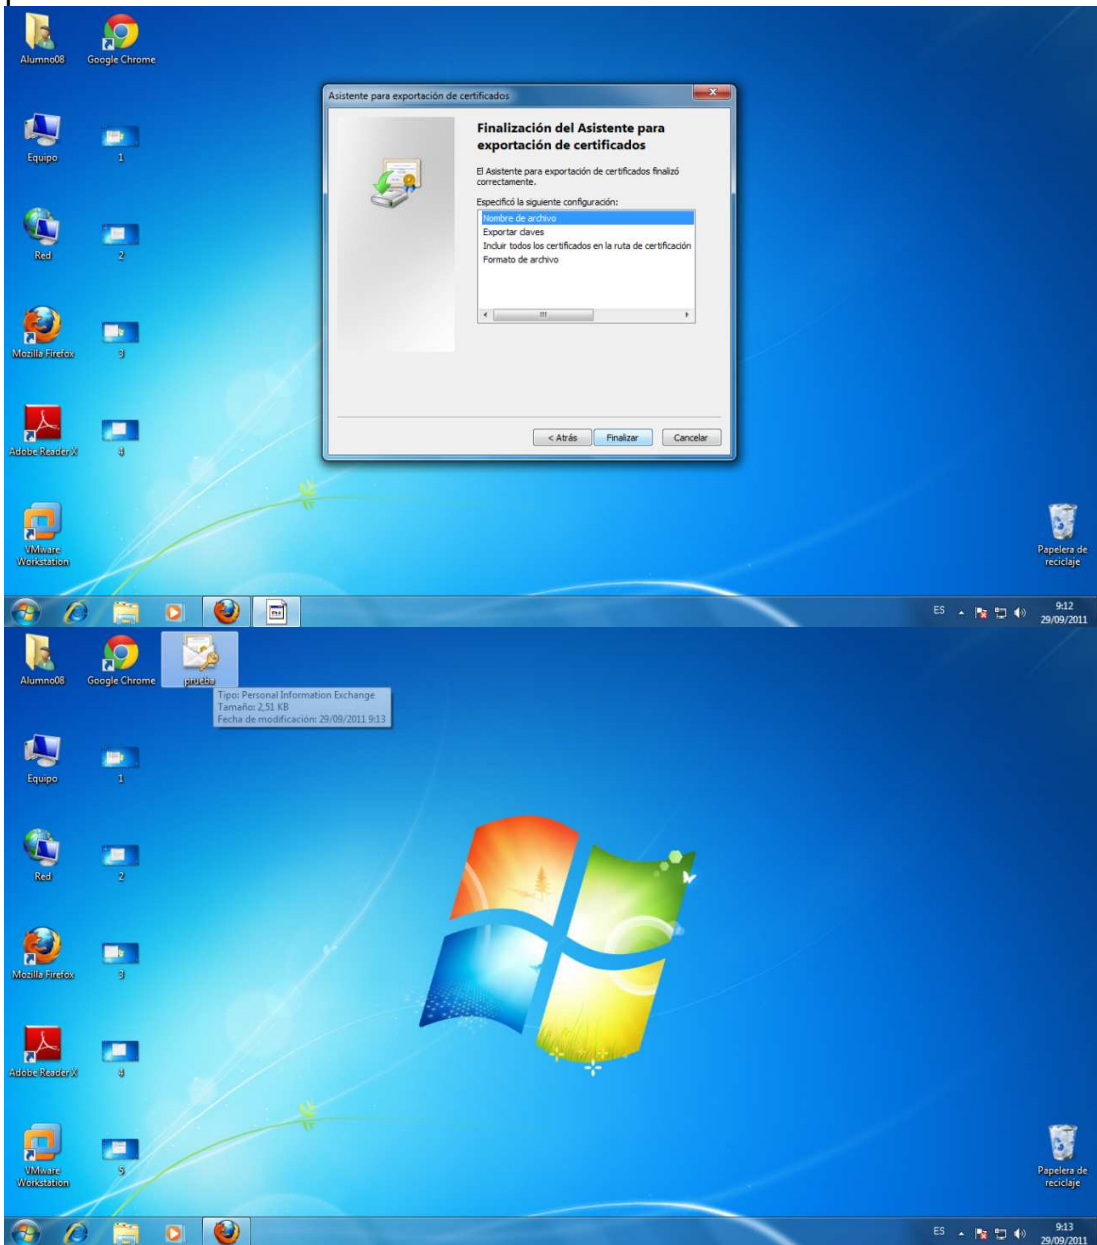 Alumno08
Google Chrome
Asistente para exportación de certificados
Finalización del Asistente para
exportación de certificados
El Asistente para exportación de certificados finalizó
correctamente.
Especificó la siguiente configuración:
Nombre de archivo
Exportar claves
Incluir todos los certificados en la ruta de certificación
Formato de archivo
< Atrás
Finalizar
Cancelar
Equipo
1
Red
2
Mozilla Firefox
3
Adobe Reader X
4
VMware
Workstation
Papelera de
reciclaje
ES
9:12
29/09/2011
Alumno08
Google Chrome
prueba
Tipo: Personal Information Exchange
Tamaño: 2,51 KB
Fecha de modificación: 29/09/2011 9:13
Equipo
1
Red
2
Mozilla Firefox
3
Adobe Reader X
4
VMware
Workstation
5
Papelera de
reciclaje
ES
9:13
29/09/2011